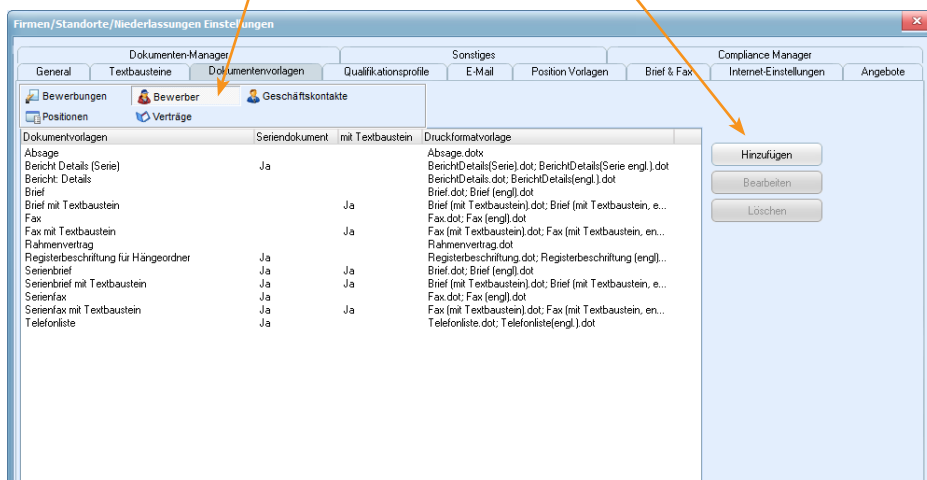 Firmen/Standorte/Niederlassungen Einstellungen
Dokumenten-Manager Sonstiges Compliance Manager
General Textbausteine Dokumentenvorlagen Qualifikationsprofile E-Mail Position Vorlagen Brief & Fax Internet-Einstellungen Angebote
Bewerbungen Bewerber Geschäftskontakte
Positionen Verträge
Dokumentvorlagen Seriendokument mit Textbaustein Druckformatvorlage
Absage Absage.dotx
Bericht Details (Serie) Ja BerichtDetails(Serie).dot; BerichtDetails(Serie engl.).dot
Bericht: Details BerichtDetails.dot; BerichtDetails(engl.).dot
Brief Brief.dot; Brief (engl).dot
Brief mit Textbaustein Ja Brief (mit Textbaustein).dot; Brief (mit Textbaustein, e...
Fax Fax.dot; Fax (engl).dot
Fax mit Textbaustein Ja Fax (mit Textbaustein).dot; Fax (mit Textbaustein, en...
Rahmenvertrag Rahmenvertrag.dot
Registerbeschriftung für Hängeordner Ja Registerbeschriftung.dot; Registerbeschriftung (engl)...
Serienbrief Ja Ja Brief.dot; Brief (engl).dot
Serienbrief mit Textbaustein Ja Ja Brief (mit Textbaustein).dot; Brief (mit Textbaustein, e...
Serienfax Ja Fax.dot; Fax (engl).dot
Serienfax mit Textbaustein Ja Ja Fax (mit Textbaustein).dot; Fax (mit Textbaustein, en...
Telefonliste Ja Telefonliste.dot; Telefonliste(engl.).dot
Hinzufügen
Bearbeiten
Löschen